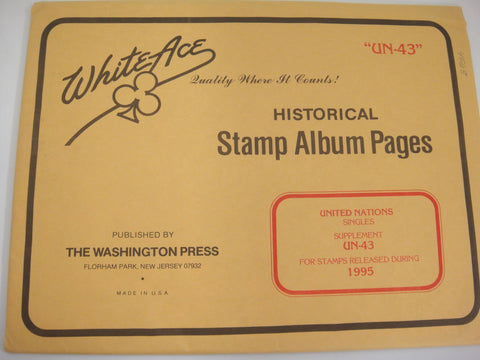 White Ace
"UN-43"
Quality Where It Counts!
HISTORICAL
Stamp Album Pages
UNITED NATIONS
SINGLES
SUPPLEMENT
UN-43
FOR STAMPS RELEASED DURING
1995
PUBLISHED BY
THE WASHINGTON PRESS
FLORHAM PARK, NEW JERSEY 07932
MADE IN U.S.A.